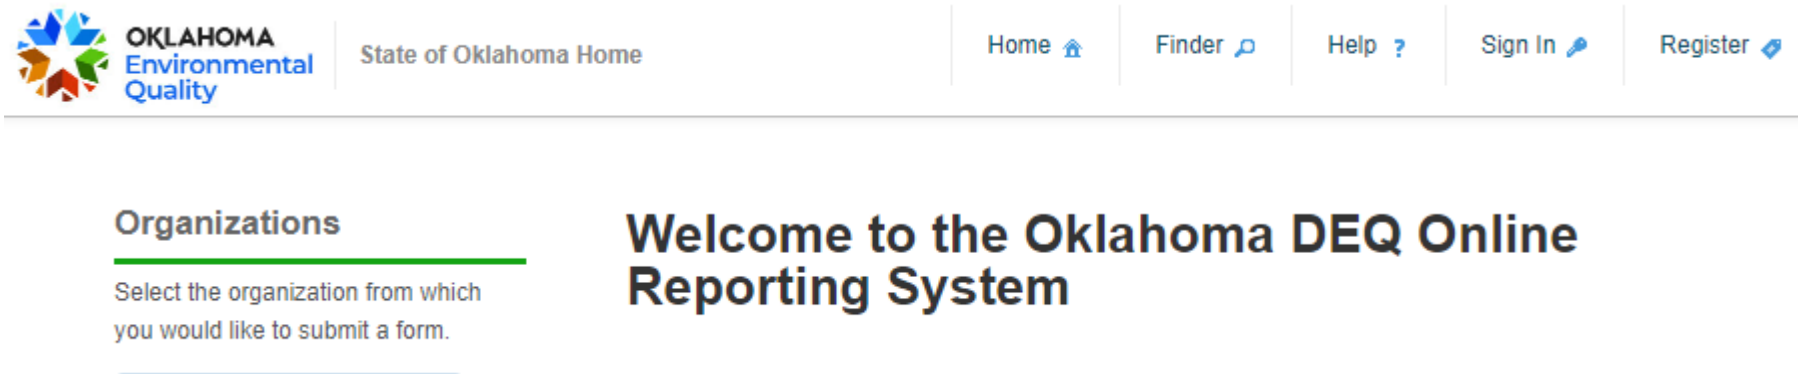 OKLAHOMA
Environmental
Quality
State of Oklahoma Home
Home
Finder
Help ?
Sign In
Register
Organizations
Select the organization from which
you would like to submit a form.
Welcome to the Oklahoma DEQ Online
Reporting System